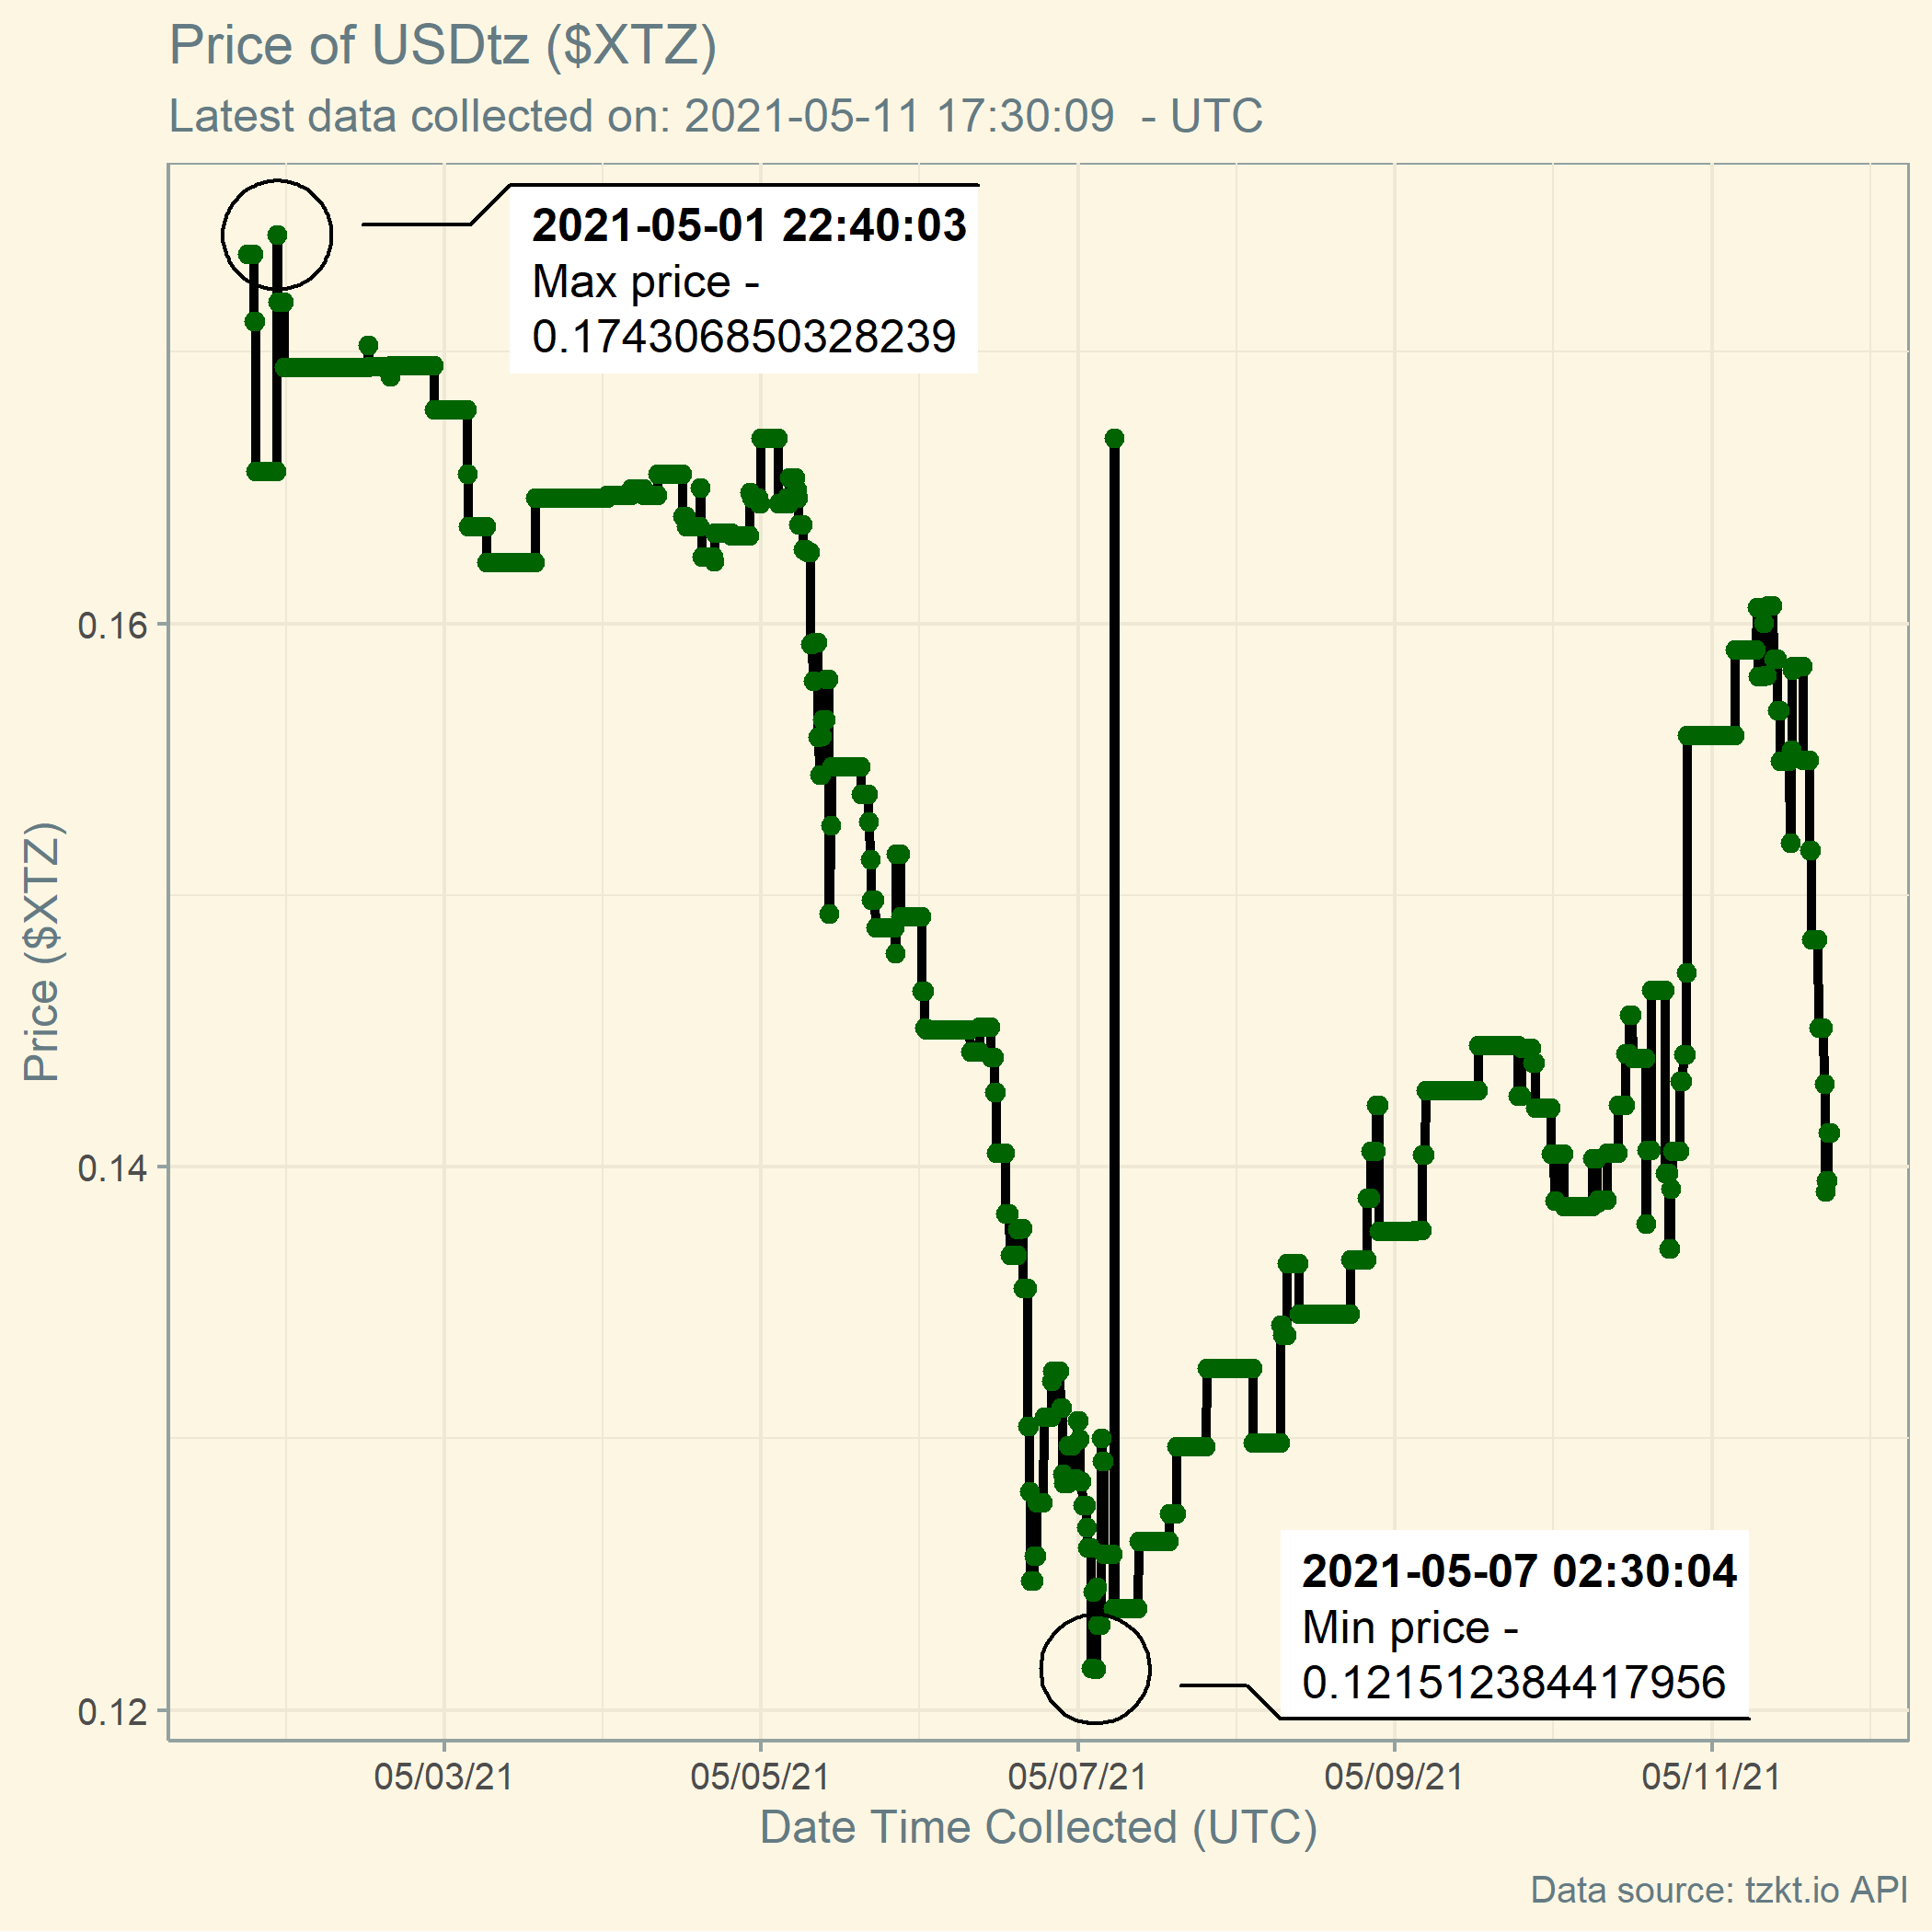 Price of USDtz ($XTZ)
Latest data collected on: 2021-05-11 17:30:09  - UTC
2021-05-01 22:40:03
Max price -
0.174306850328239
0.16
0.14
0.12
Price ($XTZ)
2021-05-07 02:30:04
Min price -
0.121512384417956
05/03/21
05/05/21
05/07/21
05/09/21
05/11/21
Date Time Collected (UTC)
Data source: tzkt.io API